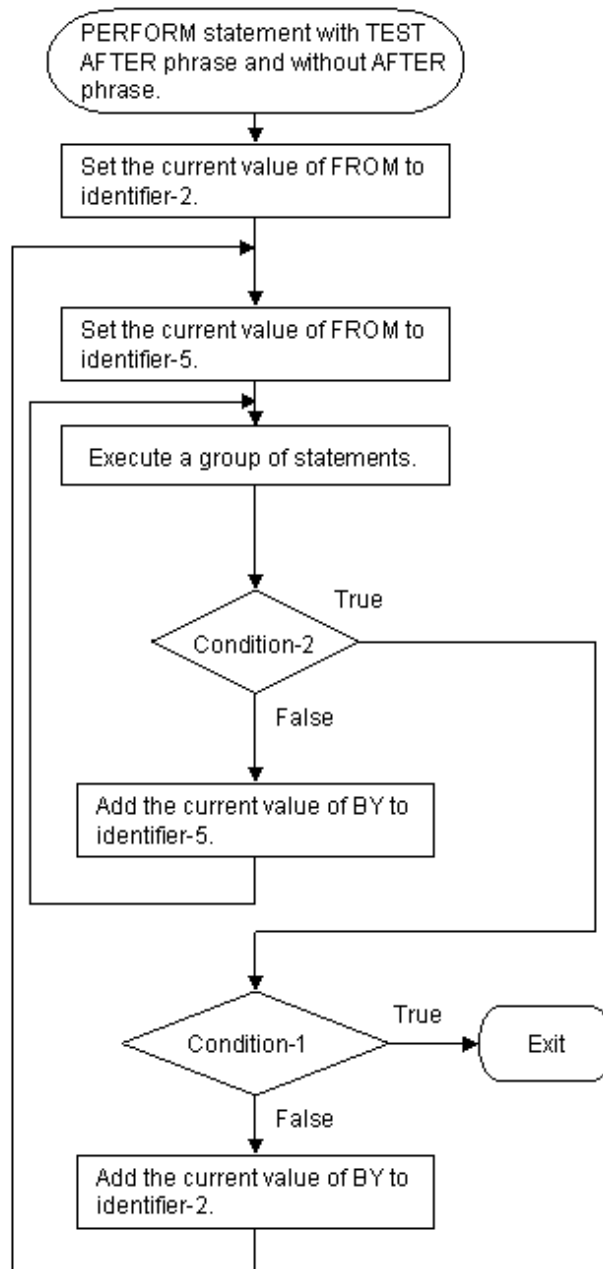 PERFORM statement with TEST
AFTER phrase and without AFTER
phrase.
Set the current value of FROM to
identifier-2.
Set the current value of FROM to
identifier-5.
Execute a group of statements.
True
Condition-2
False
Add the current value of BY to
identifier-5.
True
Condition-1
Exit
False
Add the current value of BY to
identifier-2.